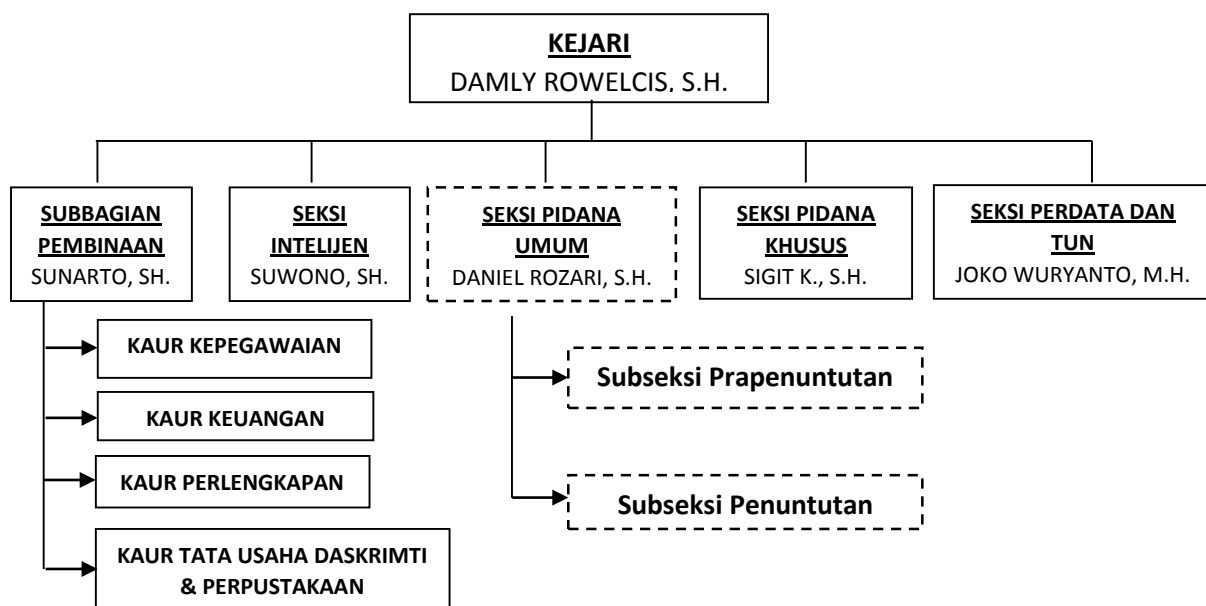 KEJARI
DAMLY ROWELCIS, S.H.
SUBBAGIAN
PEMBINAAN
SUNARTO, SH.
SEKSI
INTELIJEN
SUWONO, SH.
SEKSI PIDANA
UMUM
DANIEL ROZARI, S.H.
SEKSI PIDANA
KHUSUS
SIGIT K., S.H.
SEKSI PERDATA DAN
TUN
JOKO WURYANTO, M.H.
KAUR KEPEGAWAIAN
KAUR KEUANGAN
KAUR PERLENGKAPAN
KAUR TATA USAHA DASKRIMTI
& PERPUSTAKAAN
Subseksi Prapenuntutan
Subseksi Penuntutan